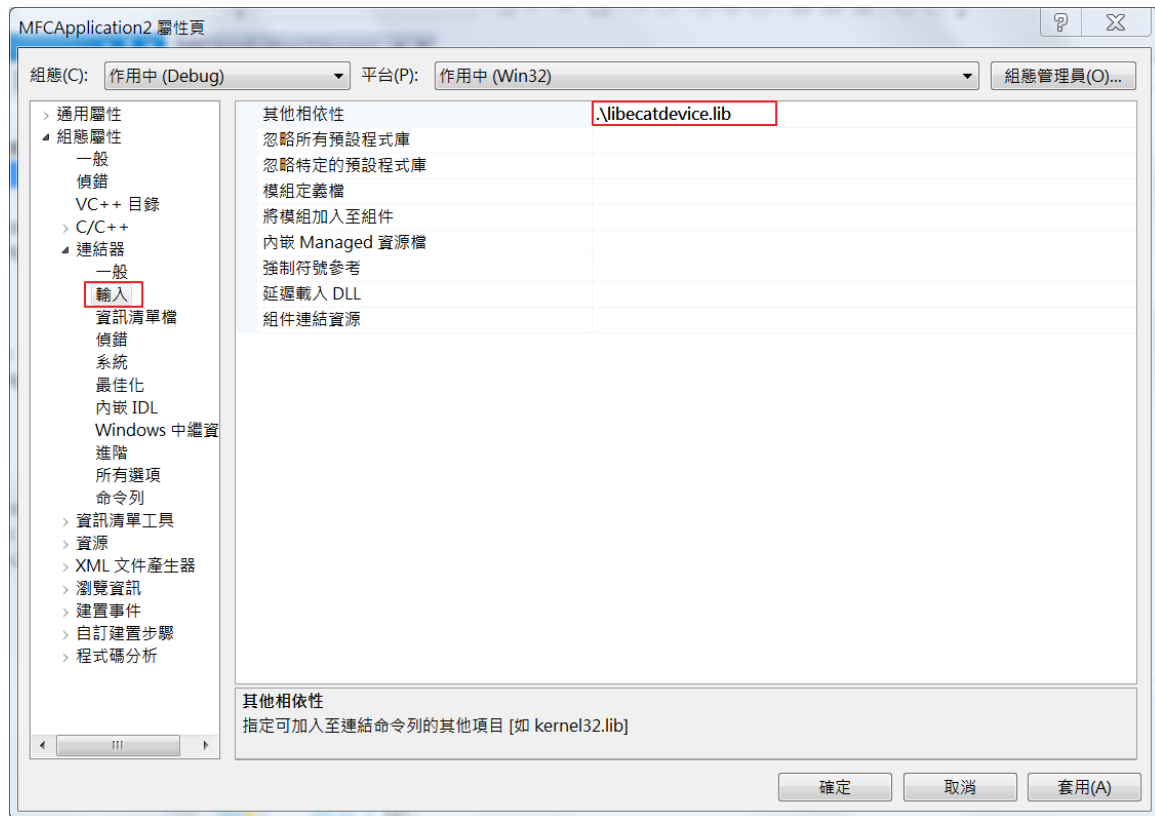 MFCApplication2 屬性頁
組態(C): 作用中 (Debug) 平台(P): 作用中 (Win32) 組態管理員(O)...
通用屬性
組態屬性
一般
偵錯
VC++ 目錄
C/C++
連結器
一般
輸入
資訊清單檔
偵錯
系統
最佳化
內嵌 IDL
Windows 中繼資
進階
所有選項
命令列
資訊清單工具
資源
XML 文件產生器
瀏覽資訊
建置事件
自訂建置步驟
程式碼分析
其他相依性 .\libecatdevice.lib
忽略所有預設程式庫
忽略特定的預設程式庫
模組定義檔
將模組加入至組件
內嵌 Managed 資源檔
強制符號參考
延遲載入 DLL
組件連結資源
其他相依性
指定可加入至連結命令列的其他項目 [如 kernel32.lib]
確定 取消 套用(A)